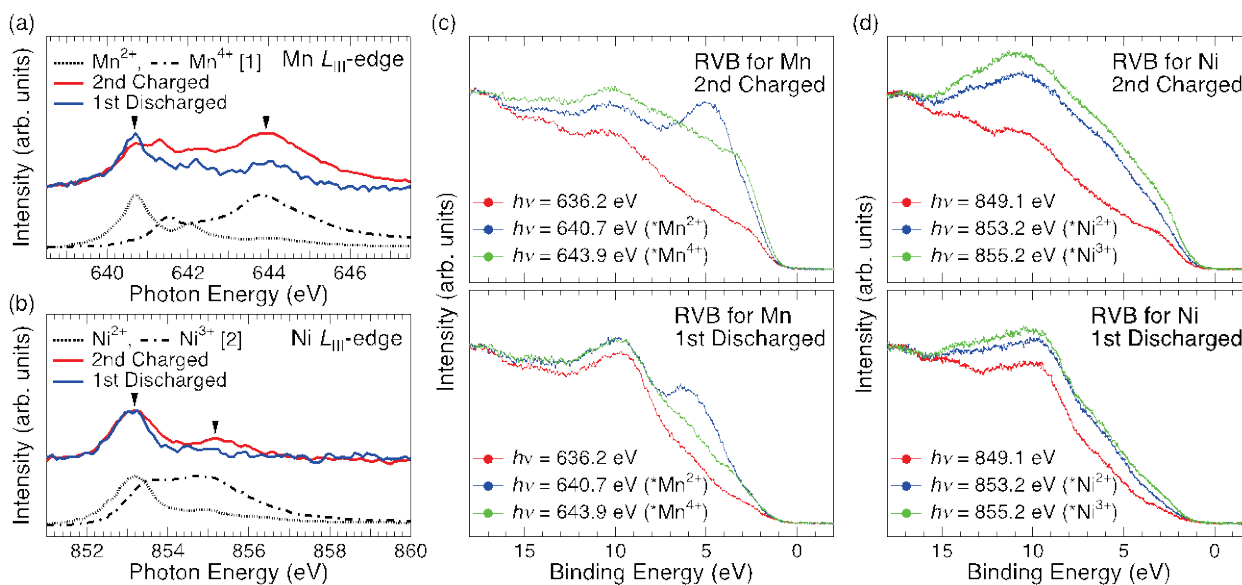 (a)
Mn²⁺, Mn⁴⁺ [1] Mn L_III-edge
2nd Charged
1st Discharged
Intensity (arb. units)
640 642 644 646
Photon Energy (eV)
(b)
Ni²⁺, Ni³⁺ [2] Ni L_III-edge
2nd Charged
1st Discharged
Intensity (arb. units)
852 854 856 858 860
Photon Energy (eV)
(c)
RVB for Mn
2nd Charged
hν = 636.2 eV
hν = 640.7 eV (*Mn²⁺)
hν = 643.9 eV (*Mn⁴⁺)
Intensity (arb. units)
RVB for Mn
1st Discharged
hν = 636.2 eV
hν = 640.7 eV (*Mn²⁺)
hν = 643.9 eV (*Mn⁴⁺)
15 10 5 0
Binding Energy (eV)
(d)
RVB for Ni
2nd Charged
hν = 849.1 eV
hν = 853.2 eV (*Ni²⁺)
hν = 855.2 eV (*Ni³⁺)
Intensity (arb. units)
RVB for Ni
1st Discharged
hν = 849.1 eV
hν = 853.2 eV (*Ni²⁺)
hν = 855.2 eV (*Ni³⁺)
15 10 5 0
Binding Energy (eV)